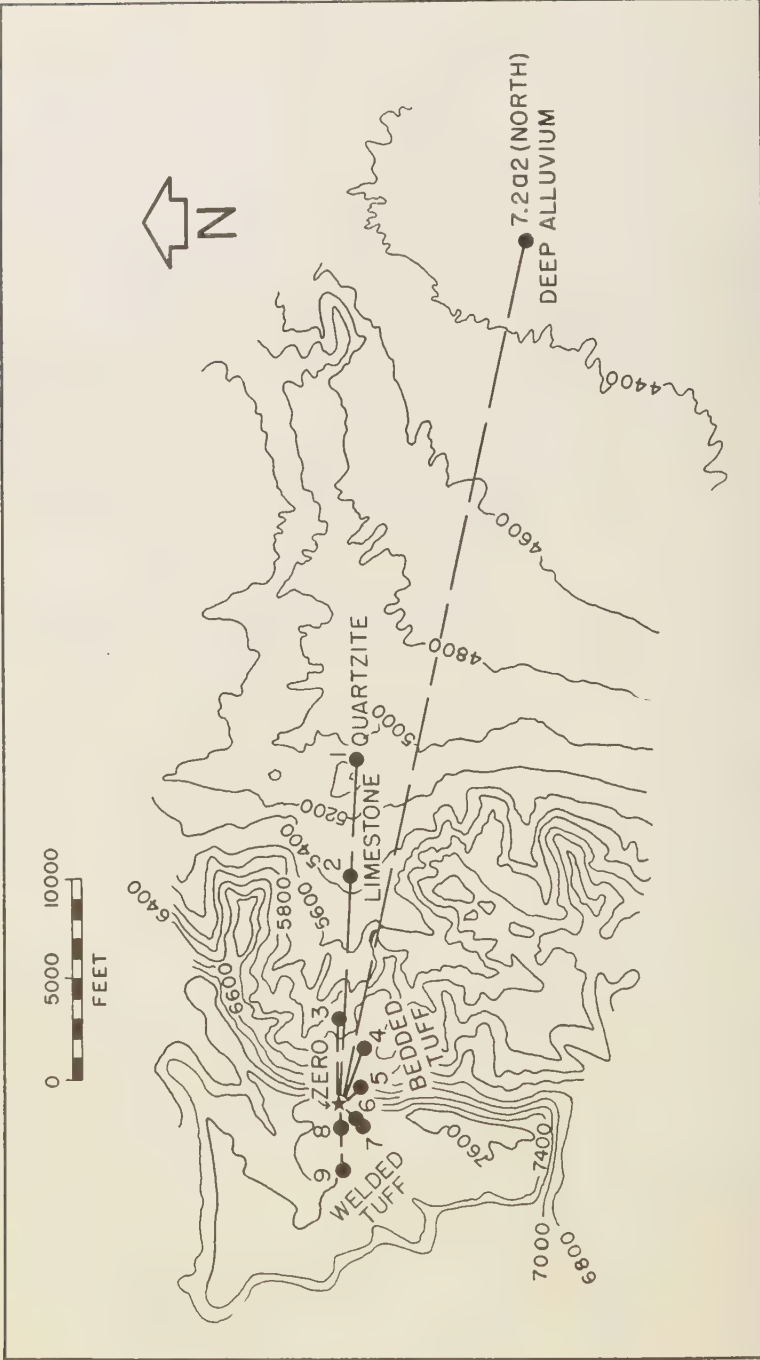 0 5000 10000
FEET
N
6400
6600
5800
5600
5400
5200
5000
4800
4600
4400
9
8
ZERO
3
2
1
QUARTZITE
LIMESTONE
7
6
5
4
BEDDED
TUFF
WELDED
TUFF
7.2a2 (NORTH)
DEEP ALLUVIUM
7600
7400
7000
6800